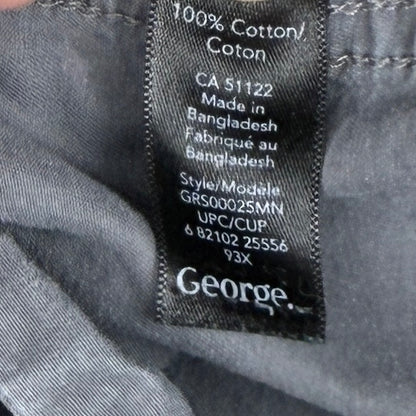 100% Cotton/
Coton
CA 51122
Made in
Bangladesh
Fabriqué au
Bangladesh
Style/Modèle
GRS00025MN
UPC/CUP
6 82102 25556
93X
George.